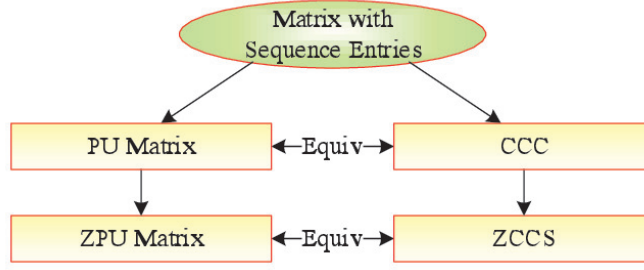 Matrix with
Sequence Entries
PU Matrix
Equiv
CCC
ZPU Matrix
Equiv
ZCCS